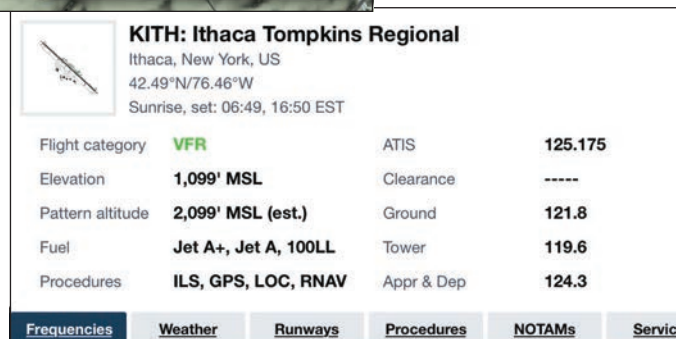 KITH: Ithaca Tompkins Regional
Ithaca, New York, US
42.49°N/76.46°W
Sunrise, set: 06:49, 16:50 EST
Flight category VFR ATIS 125.175
Elevation 1,099' MSL Clearance -----
Pattern altitude 2,099' MSL (est.) Ground 121.8
Fuel Jet A+, Jet A, 100LL Tower 119.6
Procedures ILS, GPS, LOC, RNAV Appr & Dep 124.3
Frequencies Weather Runways Procedures NOTAMs Servic